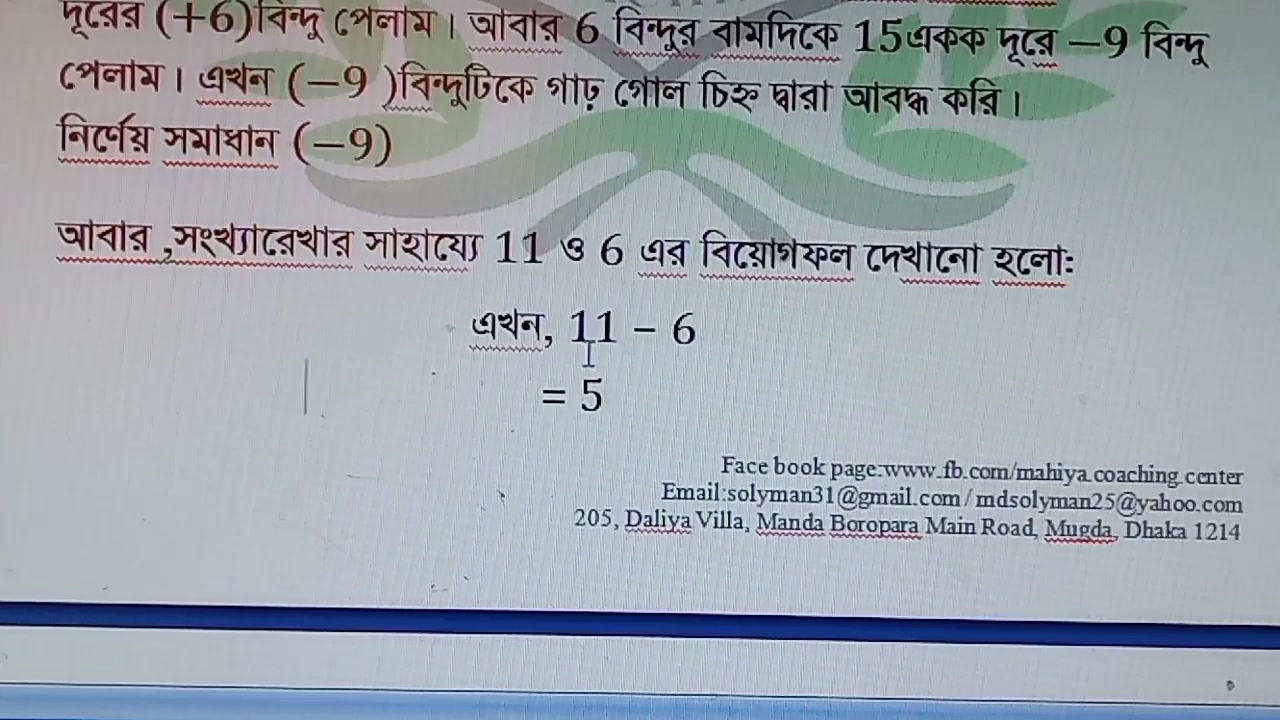 দূরের (+6)বিন্দু পেলাম। আবার 6 বিন্দুর বামদিকে 15একক দূরে −9 বিন্দু
পেলাম। এখন (−9 )বিন্দুটিকে গাঢ় গোল চিহ্ন দ্বারা আবদ্ধ করি।
নির্ণেয় সমাধান (−9)
আবার ,সংখ্যারেখার সাহায্যে 11 ও 6 এর বিয়োগফল দেখানো হলোঃ
এখন, 11 − 6
= 5
Face book page:www.fb.com/mahiya.coaching.center
Email:solyman31@gmail.com / mdsolyman25@yahoo.com
205, Daliya Villa, Manda Boropara Main Road, Mugda, Dhaka 1214